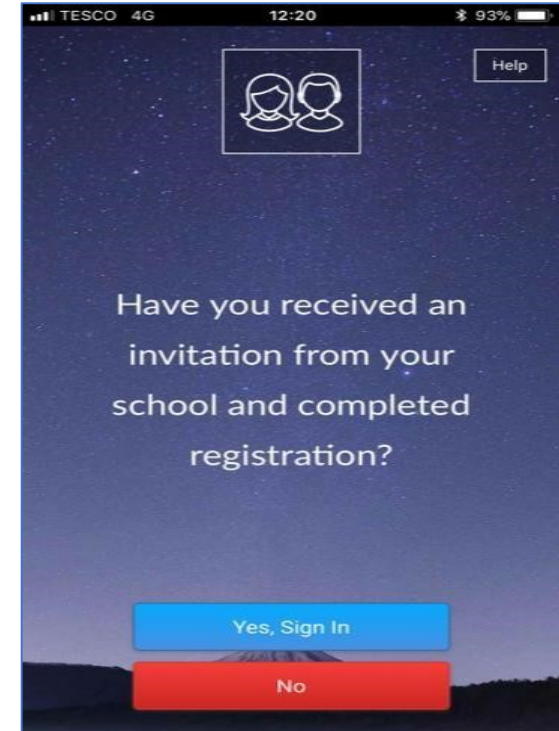 TESCO 4G 12:20 93%
Help
Have you received an
invitation from your
school and completed
registration?
Yes, Sign In
No